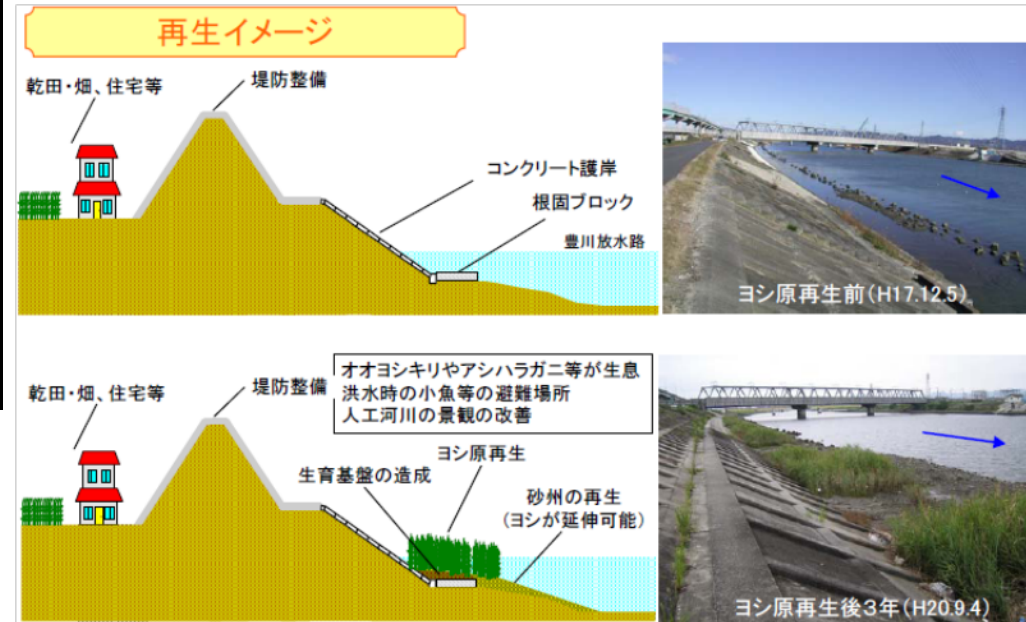 再生イメージ
乾田・畑、住宅等
堤防整備
コンクリート護岸
根固ブロック
豊川放水路
ヨシ原再生前(H17.12.5)
乾田・畑、住宅等
堤防整備
オオヨシキリやアシハラガニ等が生息
洪水時の小魚等の避難場所
人工河川の景観の改善
ヨシ原再生
生育基盤の造成
砂州の再生
(ヨシが延伸可能)
ヨシ原再生後3年(H20.9.4)